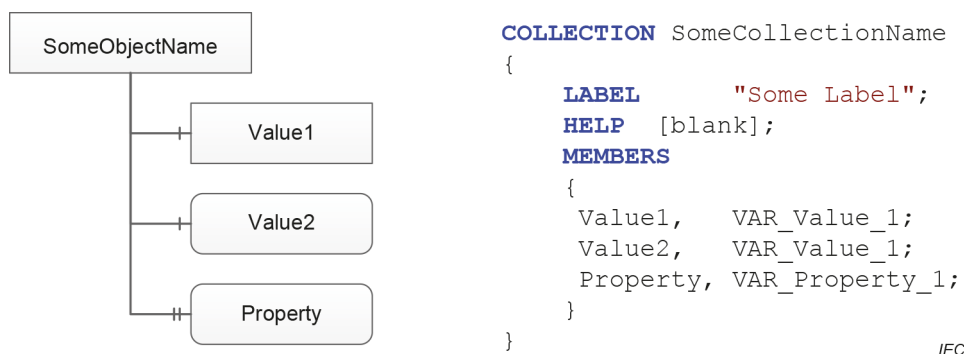 SomeObjectName
Value1
Value2
Property
COLLECTION SomeCollectionName
{
LABEL "Some Label";
HELP [blank];
MEMBERS
{
Value1, VAR_Value_1;
Value2, VAR_Value_1;
Property, VAR_Property_1;
}
}
IEC